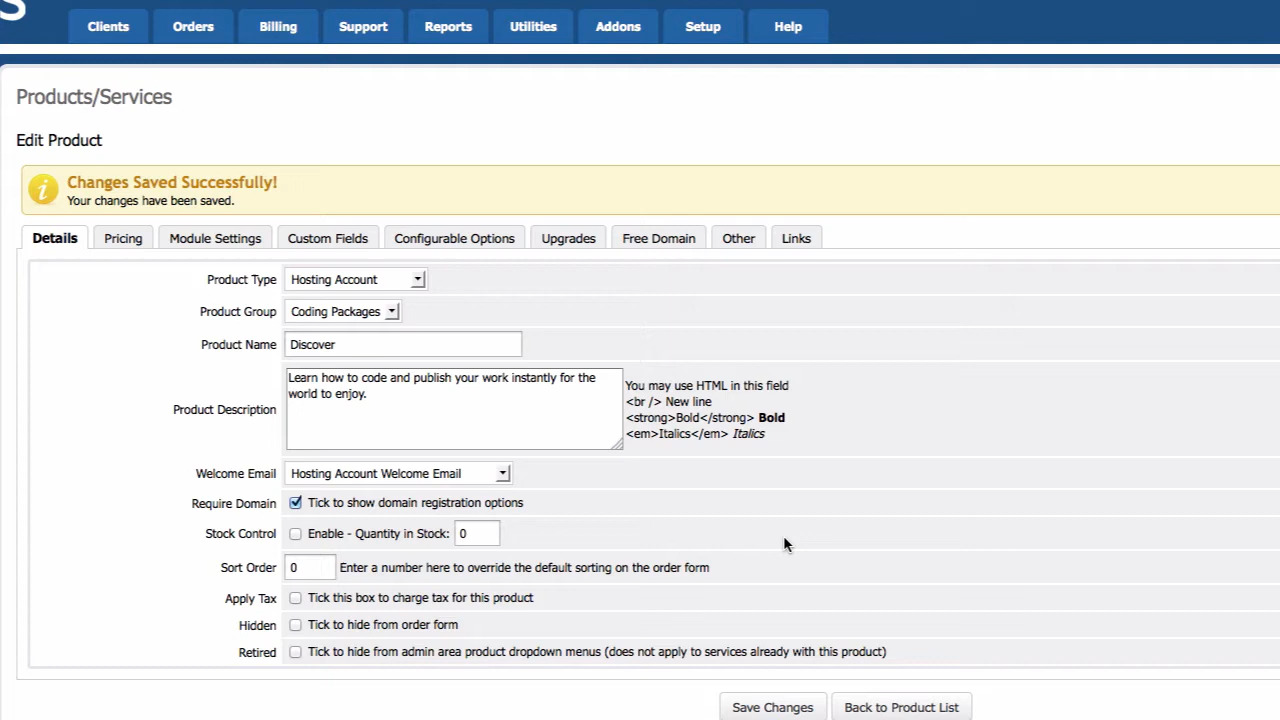 S
Clients Orders Billing Support Reports Utilities Addons Setup Help
Products/Services
Edit Product
Changes Saved Successfully!
Your changes have been saved.
Details Pricing Module Settings Custom Fields Configurable Options Upgrades Free Domain Other Links
Product Type Hosting Account
Product Group Coding Packages
Product Name Discover
Product Description
Learn how to code and publish your work instantly for the
world to enjoy.
You may use HTML in this field
<br /> New line
<strong>Bold</strong> Bold
<em>Italics</em> Italics
Welcome Email Hosting Account Welcome Email
Require Domain Tick to show domain registration options
Stock Control Enable - Quantity in Stock: 0
Sort Order 0 Enter a number here to override the default sorting on the order form
Apply Tax Tick this box to charge tax for this product
Hidden Tick to hide from order form
Retired Tick to hide from admin area product dropdown menus (does not apply to services already with this product)
Save Changes Back to Product List